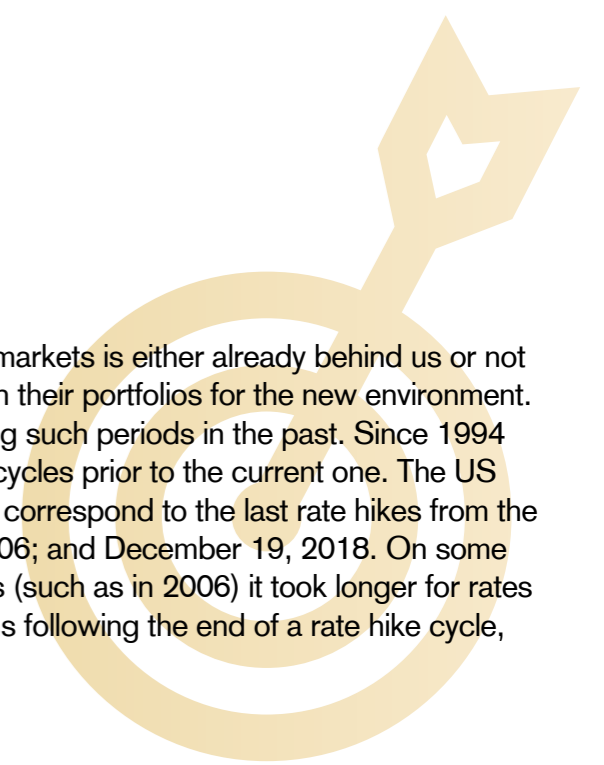 markets is either already behind us or not
their portfolios for the new environment.
such periods in the past. Since 1994
cycles prior to the current one. The US
correspond to the last rate hikes from the
06; and December 19, 2018. On some
(such as in 2006) it took longer for rates
following the end of a rate hike cycle,